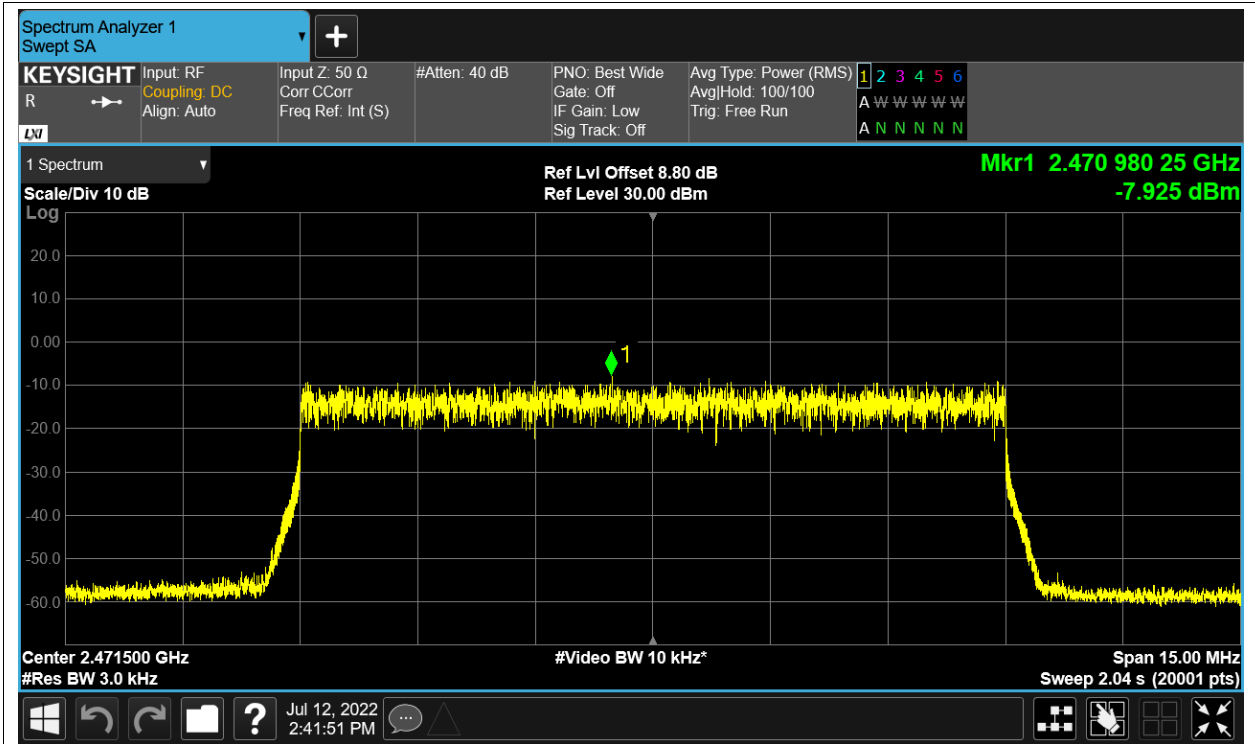 Spectrum Analyzer 1
Swept SA
+
KEYSIGHT
R
LXI
Input: RF
Coupling: DC
Align: Auto
Input Z: 50 Ω
Corr CCorr
Freq Ref: Int (S)
#Atten: 40 dB
PNO: Best Wide
Gate: Off
IF Gain: Low
Sig Track: Off
Avg Type: Power (RMS)
Avg|Hold: 100/100
Trig: Free Run
1 2 3 4 5 6
A W W W W W
A N N N N N
1 Spectrum
Scale/Div 10 dB
Log
Ref Lvl Offset 8.80 dB
Ref Level 30.00 dBm
Mkr1 2.470 980 25 GHz
-7.925 dBm
20.0
10.0
0.00
-10.0
-20.0
-30.0
-40.0
-50.0
-60.0
1
Center 2.471500 GHz
#Res BW 3.0 kHz
#Video BW 10 kHz*
Span 15.00 MHz
Sweep 2.04 s (20001 pts)
?
Jul 12, 2022
2:41:51 PM